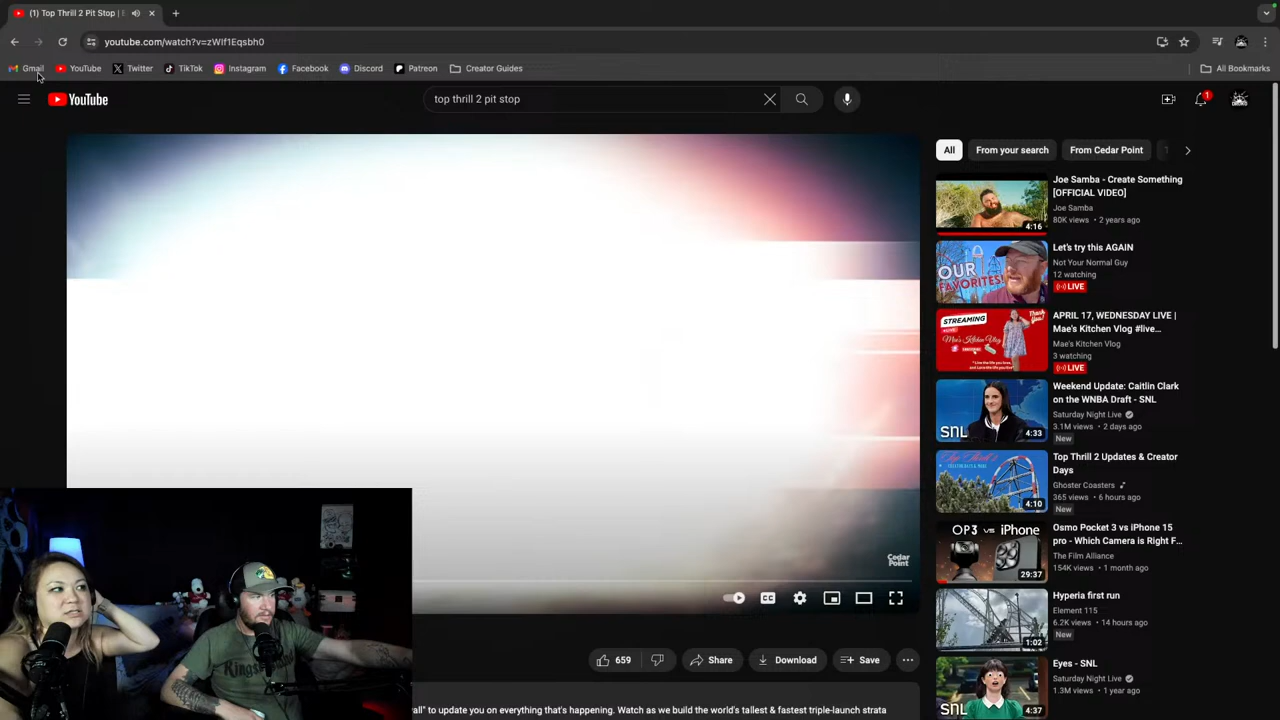 (1) Top Thrill 2 Pit Stop | E
youtube.com/watch?v=zWIf1Eqsbh0
Gmail YouTube Twitter TikTok Instagram Facebook Discord Patreon Creator Guides All Bookmarks
YouTube
top thrill 2 pit stop
1
All From your search From Cedar Point
Joe Samba - Create Something
[OFFICIAL VIDEO]
Joe Samba
80K views • 2 years ago
4:16
Let's try this AGAIN
Not Your Normal Guy
12 watching
LIVE
OUR
FAVORITES!
APRIL 17, WEDNESDAY LIVE |
Mae's Kitchen Vlog #live…
Mae's Kitchen Vlog
3 watching
LIVE
STREAMING
Mae's Kitchen Vlog
Thank You!
Weekend Update: Caitlin Clark
on the WNBA Draft - SNL
Saturday Night Live
3.1M views • 2 days ago
New
SNL
4:33
Top Thrill 2 Updates & Creator
Days
Ghoster Coasters
365 views • 6 hours ago
New
Top Thrill 2
4:10
Osmo Pocket 3 vs iPhone 15
pro - Which Camera is Right F…
The Film Alliance
154K views • 1 month ago
OP3 vs iPhone
29:37
Hyperia first run
Element 115
6.2K views • 14 hours ago
New
1:02
Eyes - SNL
Saturday Night Live
1.3M views • 1 year ago
SNL
4:37
Cedar
Point
CC
659 Share Download Save
all" to update you on everything that's happening. Watch as we build the world's tallest & fastest triple-launch strata